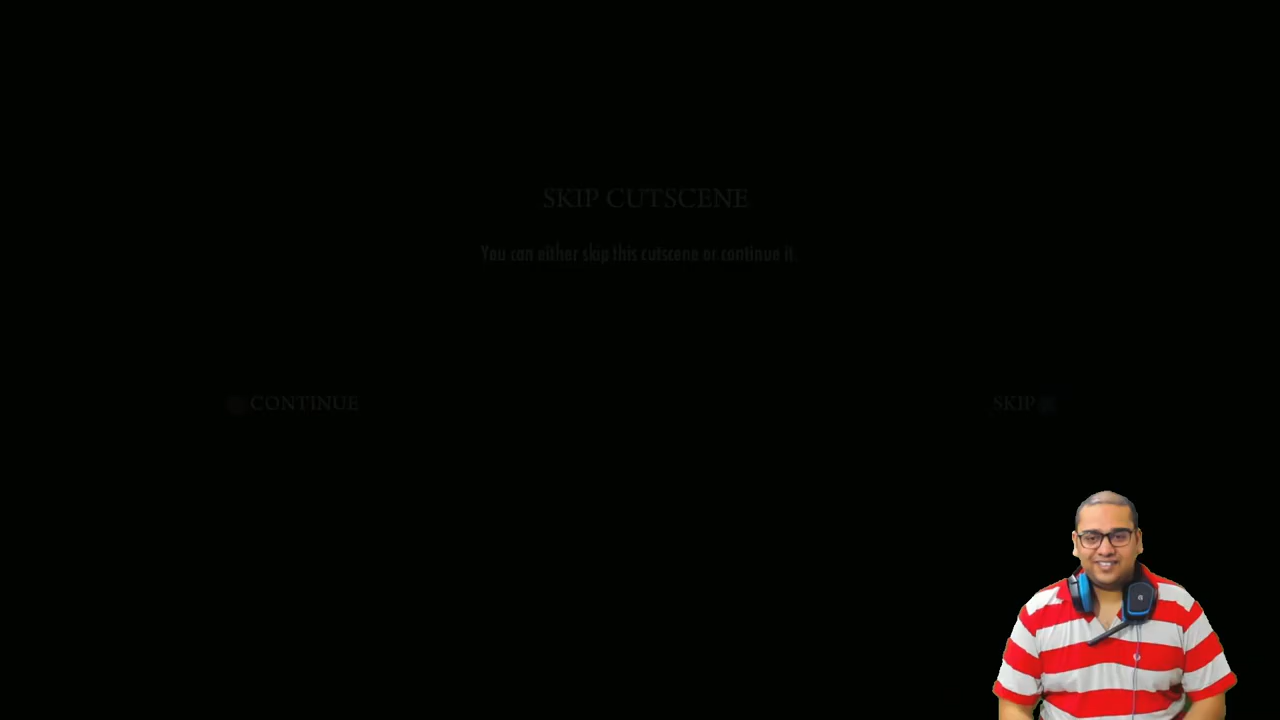 SKIP CUTSCENE
You can either skip this cutscene or continue it.
CONTINUE
SKIP